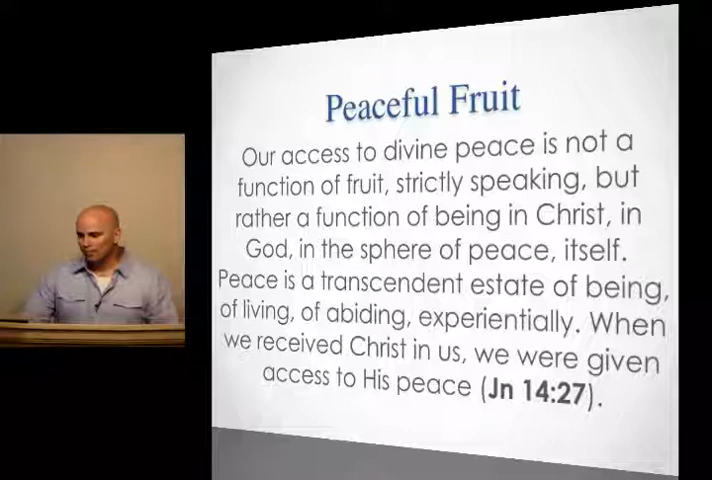 Peaceful Fruit
Our access to divine peace is not a
function of fruit, strictly speaking, but
rather a function of being in Christ, in
God, in the sphere of peace, itself.
Peace is a transcendent estate of being,
of living, of abiding, experientially. When
we received Christ in us, we were given
access to His peace (Jn 14:27).